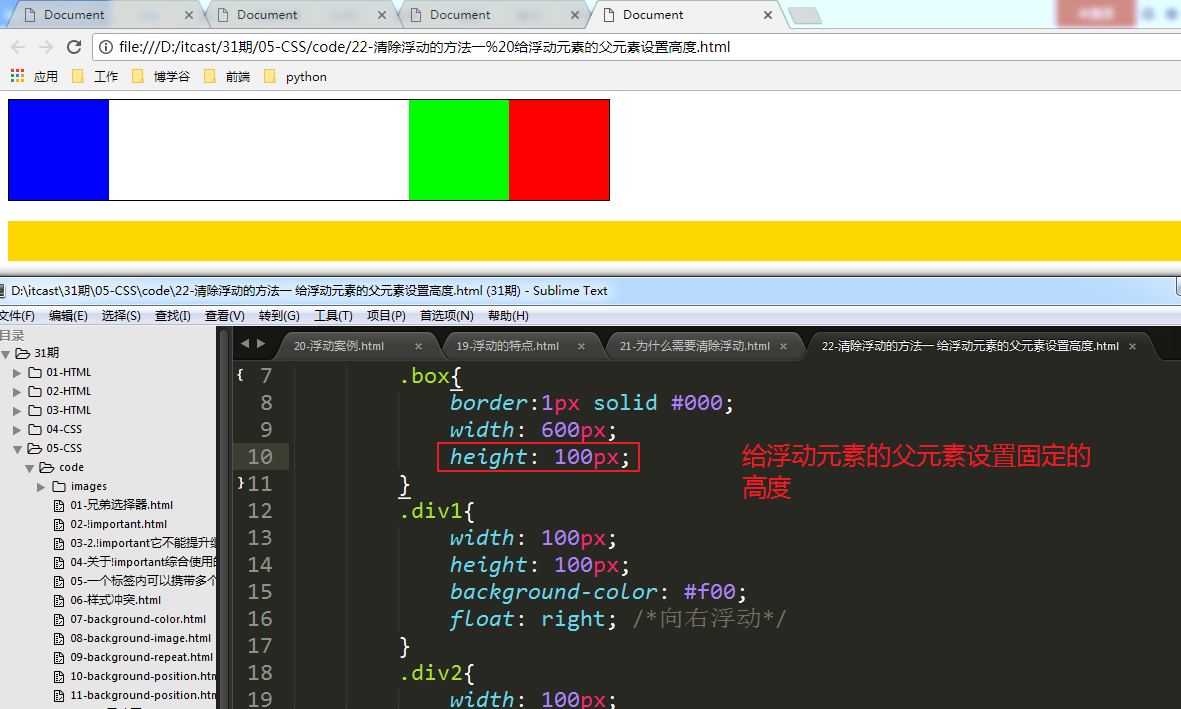 Document Document Document Document
file:///D:/itcast/31期/05-CSS/code/22-清除浮动的方法一%20给浮动元素的父元素设置高度.html
应用 工作 博学谷 前端 python
D:\itcast\31期\05-CSS\code\22-清除浮动的方法一 给浮动元素的父元素设置高度.html (31期) - Sublime Text
文件(F) 编辑(E) 选择(S) 查找(I) 查看(V) 转到(G) 工具(T) 项目(P) 首选项(N) 帮助(H)
目录
31期
01-HTML
02-HTML
03-HTML
04-CSS
05-CSS
code
images
01-兄弟选择器.html
02-!important.html
03-2.!important它不能提升继
04-关于!important综合使用的
05-一个标签内可以携带多个
06-样式冲突.html
07-background-color.html
08-background-image.html
09-background-repeat.html
10-background-position.htm
11-background-position.htm
20-浮动案例.html 19-浮动的特点.html 21-为什么需要清除浮动.html 22-清除浮动的方法一 给浮动元素的父元素设置高度.html
7 .box{
8 border:1px solid #000;
9 width: 600px;
10 height: 100px;
11 }
12 .div1{
13 width: 100px;
14 height: 100px;
15 background-color: #f00;
16 float: right; /*向右浮动*/
17 }
18 .div2{
19 width: 100px;
给浮动元素的父元素设置固定的
高度